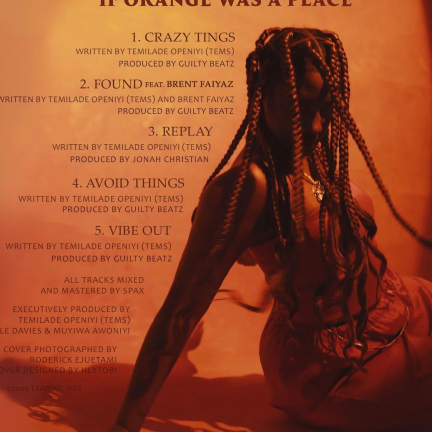 IF ORANGE WAS A PLACE
1. CRAZY TINGS
WRITTEN BY TEMILADE OPENIYI (TEMS)
PRODUCED BY GUILTY BEATZ
2. FOUND FEAT. BRENT FAIYAZ
WRITTEN BY TEMILADE OPENIYI (TEMS) AND BRENT FAIYAZ
PRODUCED BY GUILTY BEATZ
3. REPLAY
WRITTEN BY TEMILADE OPENIYI (TEMS)
PRODUCED BY JONAH CHRISTIAN
4. AVOID THINGS
WRITTEN BY TEMILADE OPENIYI (TEMS)
PRODUCED BY GUILTY BEATZ
5. VIBE OUT
WRITTEN BY TEMILADE OPENIYI (TEMS)
PRODUCED BY GUILTY BEATZ
ALL TRACKS MIXED
AND MASTERED BY SPAX
EXECUTIVELY PRODUCED BY
TEMILADE OPENIYI (TEMS)
LE DAVIES & MUYIWA AWONIYI
COVER PHOTOGRAPHED BY
RODERICK EJUETAMI
OVER DESIGNED BY